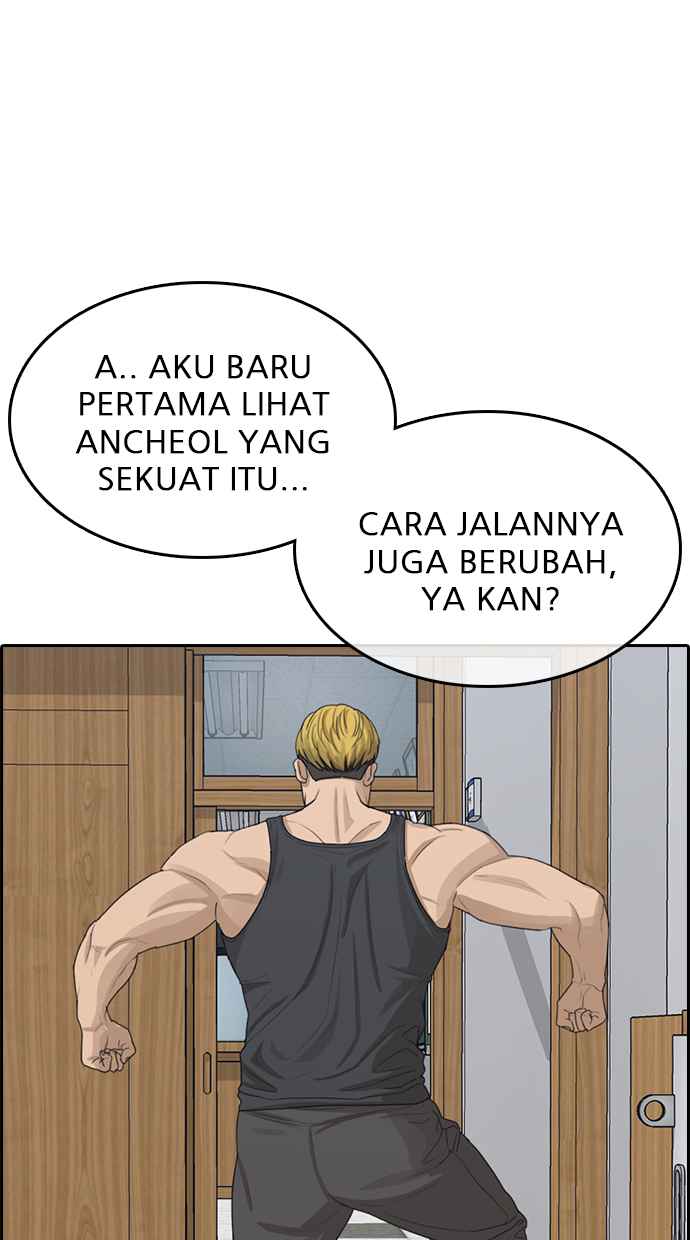 A.. AKU BARU
PERTAMA LIHAT
ANCHEOL YANG
SEKUAT ITU...
CARA JALANNYA
JUGA BERUBAH,
YA KAN?